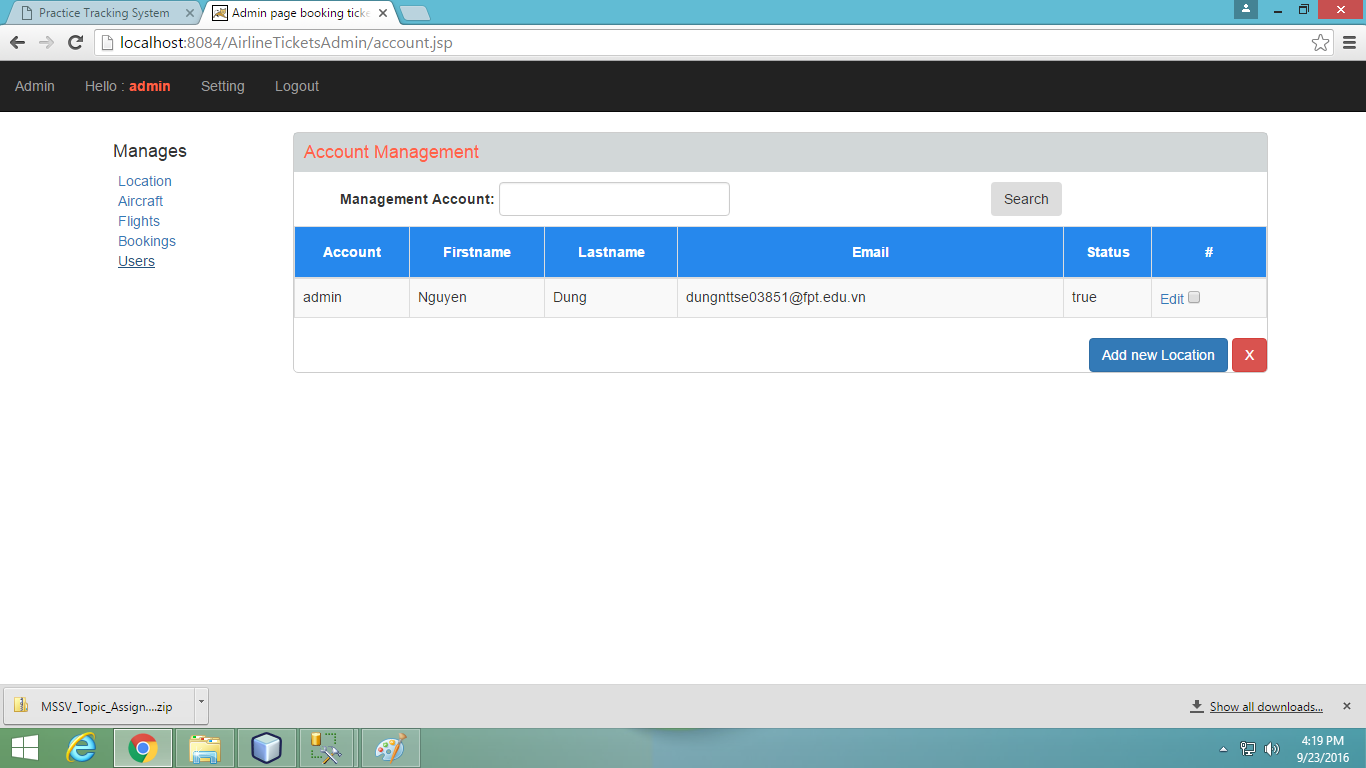 Practice Tracking System
Admin page booking ticke
localhost:8084/AirlineTicketsAdmin/account.jsp
Admin Hello : admin Setting Logout
Manages
Location
Aircraft
Flights
Bookings
Users
Account Management
Management Account: Search
Account Firstname Lastname Email Status #
admin Nguyen Dung dungnttse03851@fpt.edu.vn true Edit
Add new Location X
MSSV_Topic_Assign....zip
Show all downloads...
4:19 PM
9/23/2016